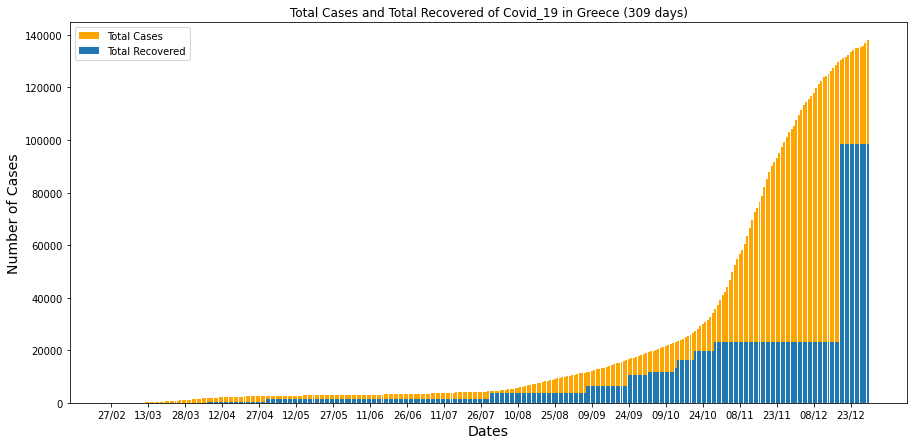 Total Cases and Total Recovered of Covid_19 in Greece (309 days)
Total Cases
Total Recovered
Number of Cases
140000
120000
100000
80000
60000
40000
20000
0
27/02 13/03 28/03 12/04 27/04 12/05 27/05 11/06 26/06 11/07 26/07 10/08 25/08 09/09 24/09 09/10 24/10 08/11 23/11 08/12 23/12
Dates